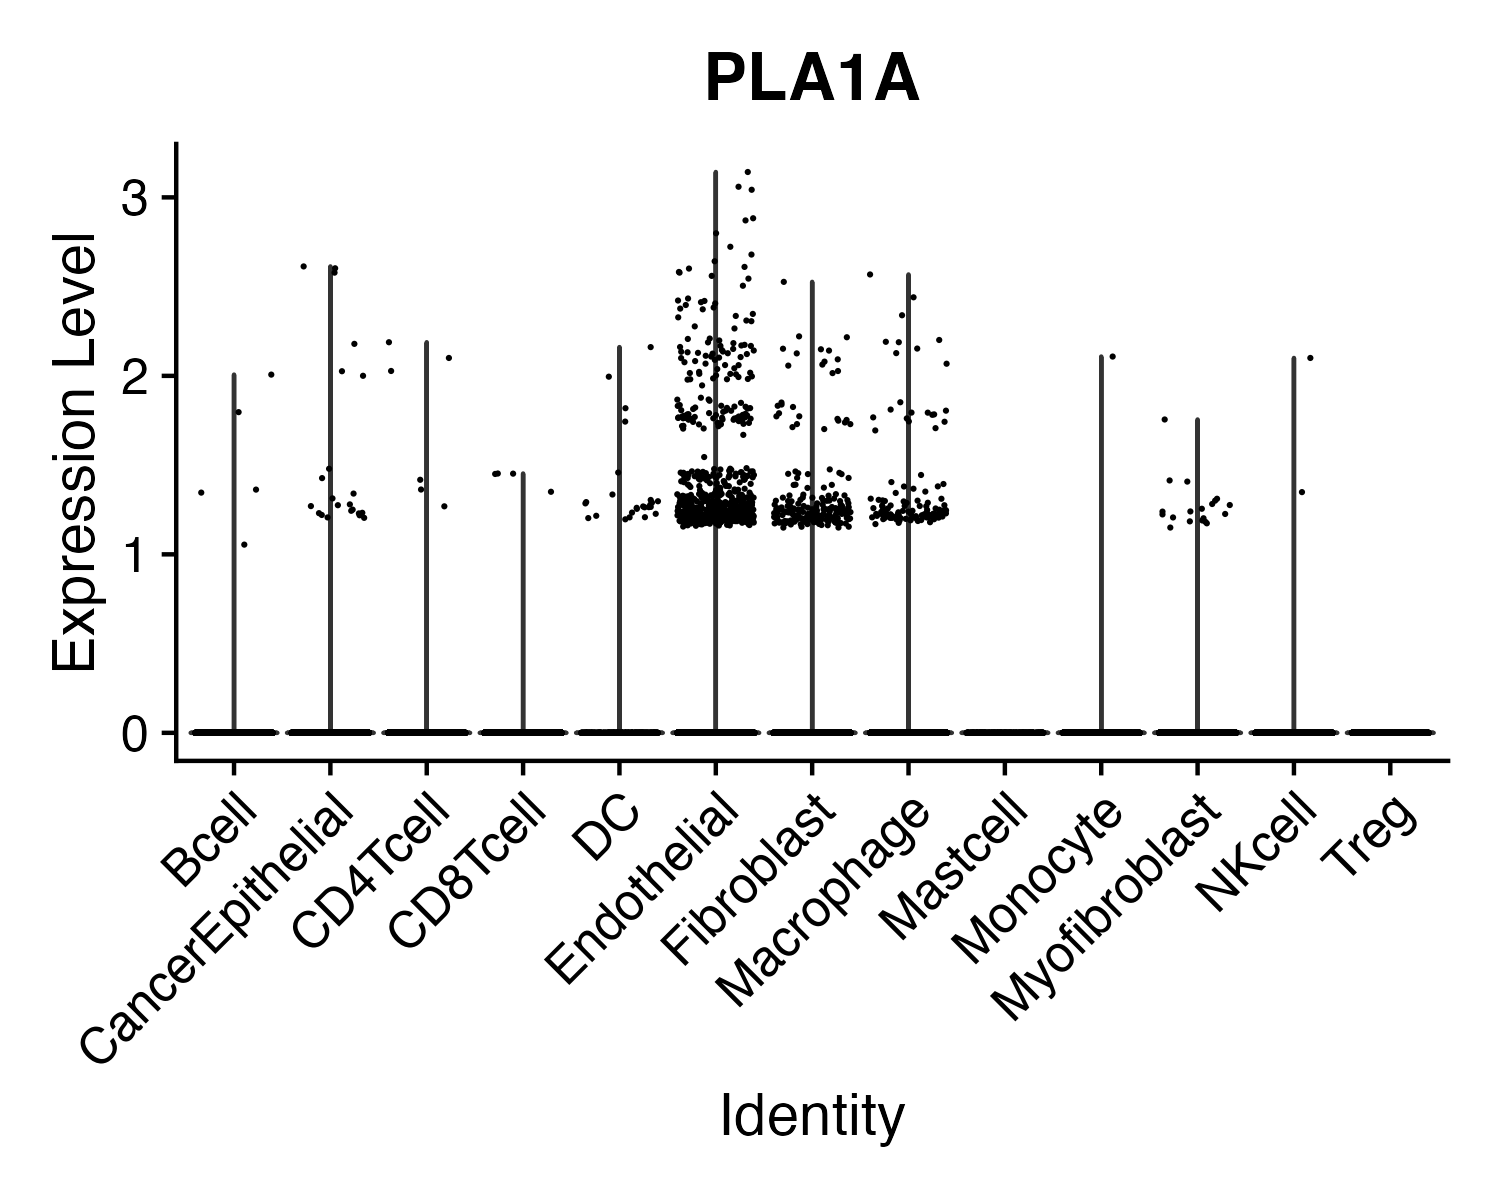 PLA1A
Expression Level
3
2
1
0
Bcell
CancerEpithelial
CD4Tcell
CD8Tcell
DC
Endothelial
Fibroblast
Macrophage
Mastcell
Monocyte
Myofibroblast
NKcell
Treg
Identity